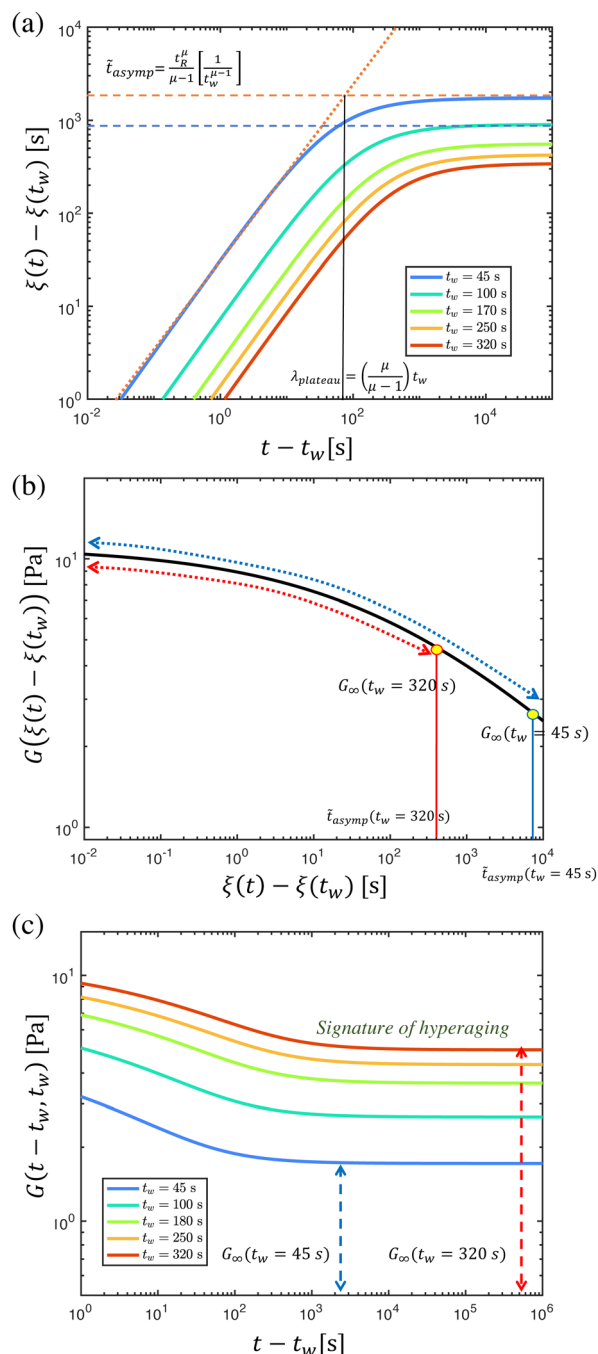 (a)
10^4
t̃_asymp = t_R^μ/(μ−1) [1/t_w^(μ−1)]
10^3
ξ(t) − ξ(t_w) [s]
10^2
10^1
t_w = 45 s
t_w = 100 s
t_w = 170 s
t_w = 250 s
t_w = 320 s
λ_plateau = (μ/(μ−1)) t_w
10^0
10^-2 10^0 10^2 10^4
t − t_w[s]
(b)
10^1
G(ξ(t) − ξ(t_w)) [Pa]
G_∞(t_w = 320 s)
G_∞(t_w = 45 s)
t̃_asymp(t_w = 320 s)
10^0
10^-2 10^-1 10^0 10^1 10^2 10^3 10^4
t̃_asymp(t_w = 45 s)
ξ(t) − ξ(t_w) [s]
(c)
10^1
Signature of hyperaging
G(t − t_w, t_w) [Pa]
t_w = 45 s
t_w = 100 s
t_w = 180 s
t_w = 250 s
t_w = 320 s
10^0
G_∞(t_w = 45 s) G_∞(t_w = 320 s)
10^0 10^1 10^2 10^3 10^4 10^5 10^6
t − t_w[s]